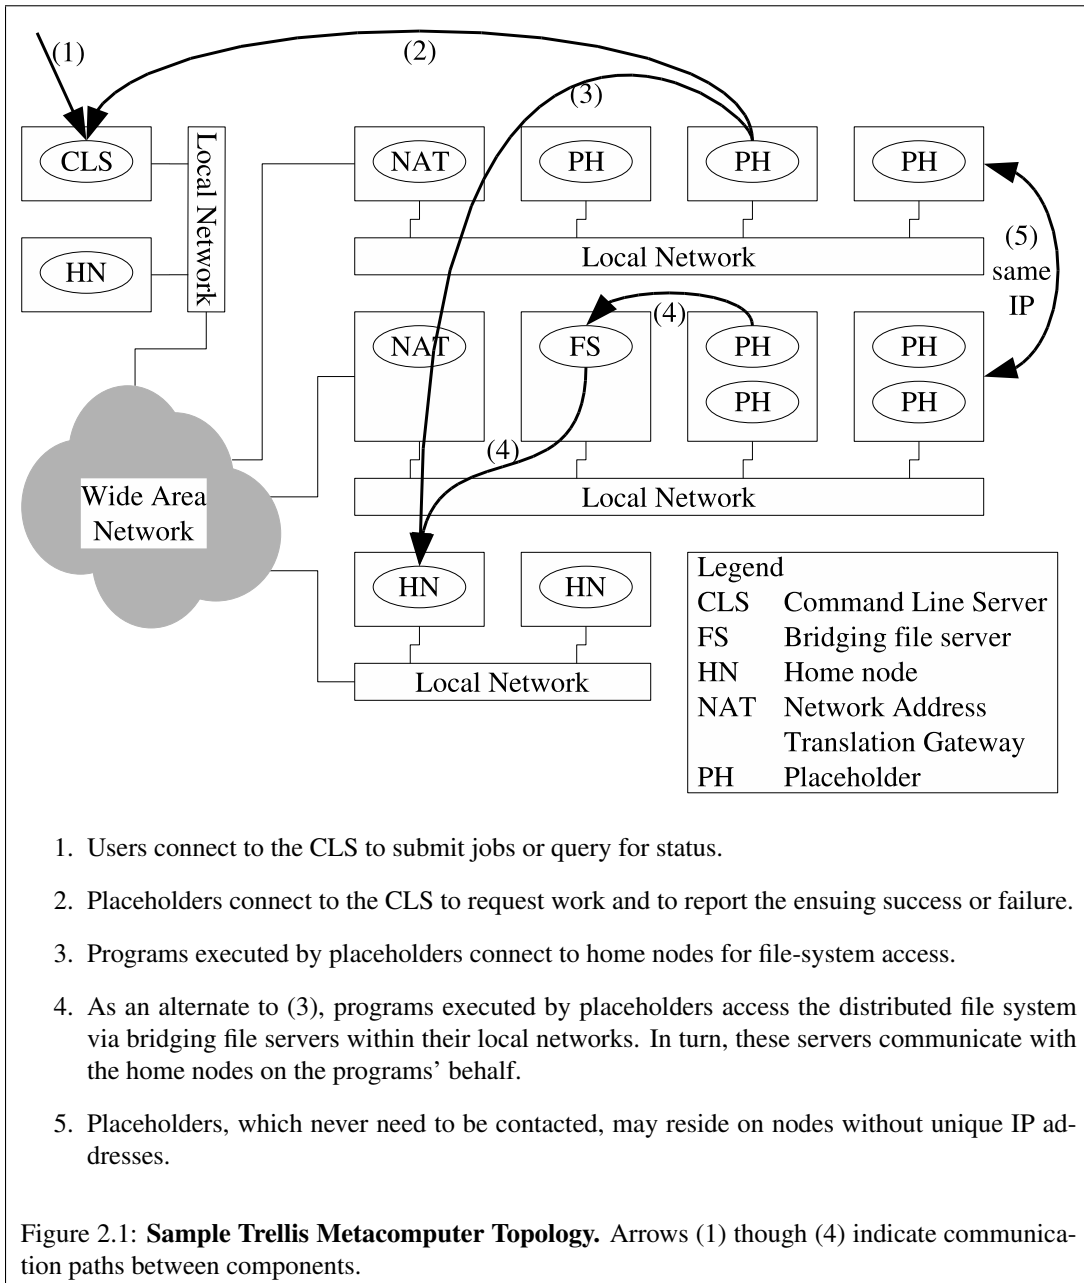 (1)
(2)
(3)
CLS
Local Network
NAT
PH
PH
PH
HN
Local Network
(5)
same
IP
(4)
NAT
FS
PH
PH
PH
PH
(4)
Wide Area
Network
Local Network
HN
HN
Local Network
Legend
CLS Command Line Server
FS Bridging file server
HN Home node
NAT Network Address
Translation Gateway
PH Placeholder
1. Users connect to the CLS to submit jobs or query for status.
2. Placeholders connect to the CLS to request work and to report the ensuing success or failure.
3. Programs executed by placeholders connect to home nodes for file-system access.
4. As an alternate to (3), programs executed by placeholders access the distributed file system
via bridging file servers within their local networks. In turn, these servers communicate with
the home nodes on the programs' behalf.
5. Placeholders, which never need to be contacted, may reside on nodes without unique IP ad-
dresses.
Figure 2.1: Sample Trellis Metacomputer Topology. Arrows (1) though (4) indicate communica-
tion paths between components.